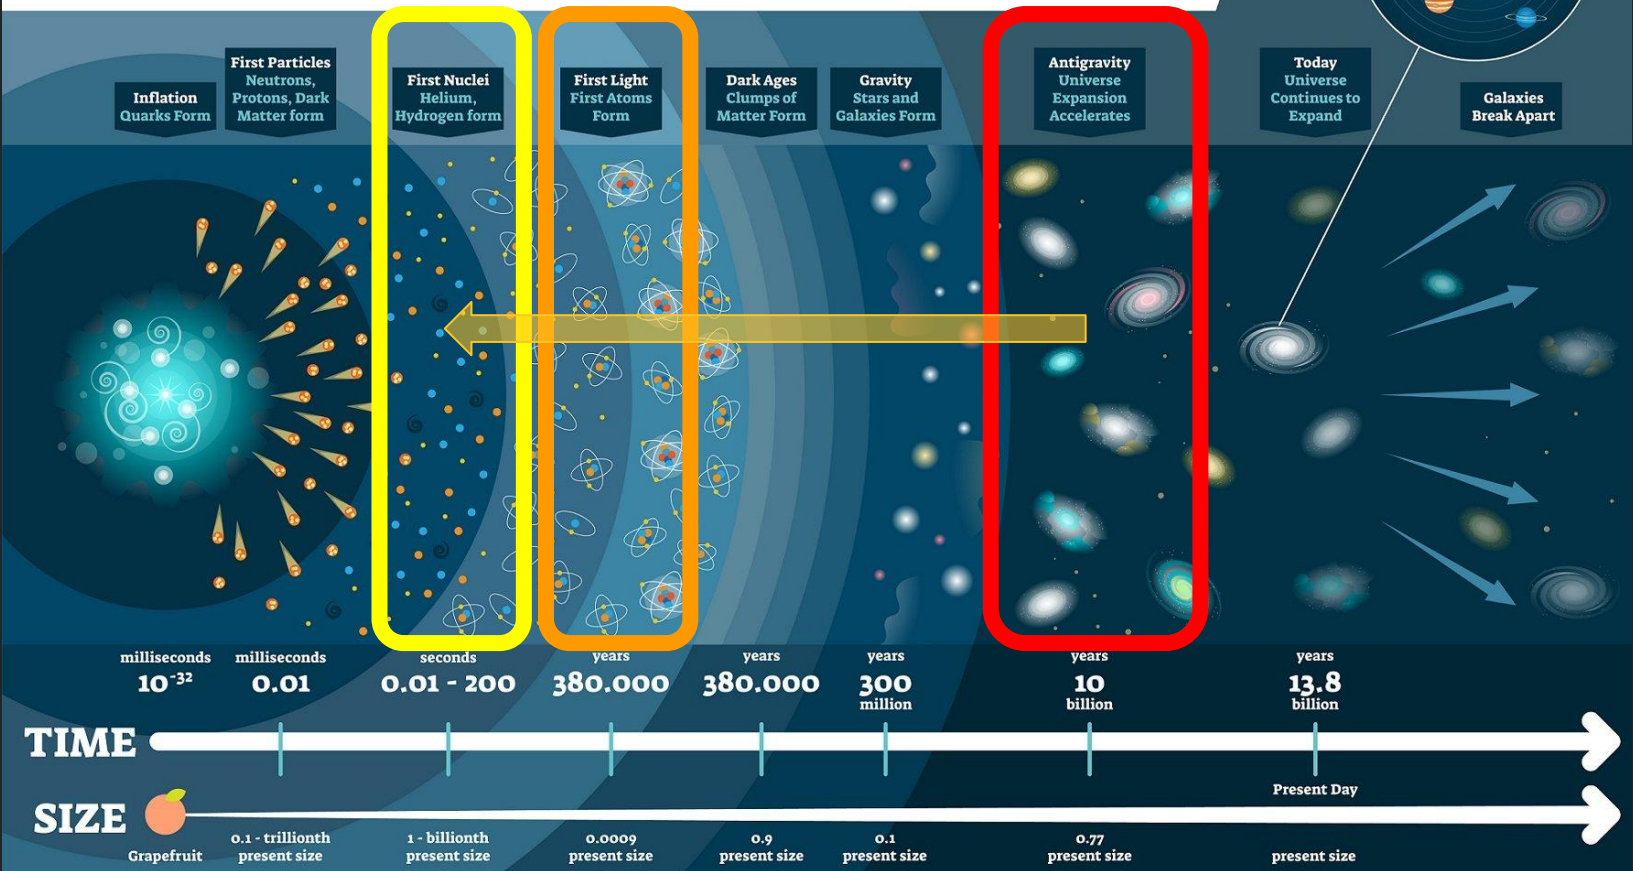 Inflation
Quarks Form
First Particles
Neutrons,
Protons, Dark
Matter form
First Nuclei
Helium,
Hydrogen form
First Light
First Atoms
Form
Dark Ages
Clumps of
Matter Form
Gravity
Stars and
Galaxies Form
Antigravity
Universe
Expansion
Accelerates
Today
Universe
Continues to
Expand
Galaxies
Break Apart
milliseconds
10⁻³²
milliseconds
0.01
seconds
0.01 - 200
years
380.000
years
380.000
years
300
million
years
10
billion
years
13.8
billion
TIME
Present Day
SIZE
Grapefruit
0.1 - trillionth
present size
1 - billionth
present size
0.0009
present size
0.9
present size
0.1
present size
0.77
present size
present size